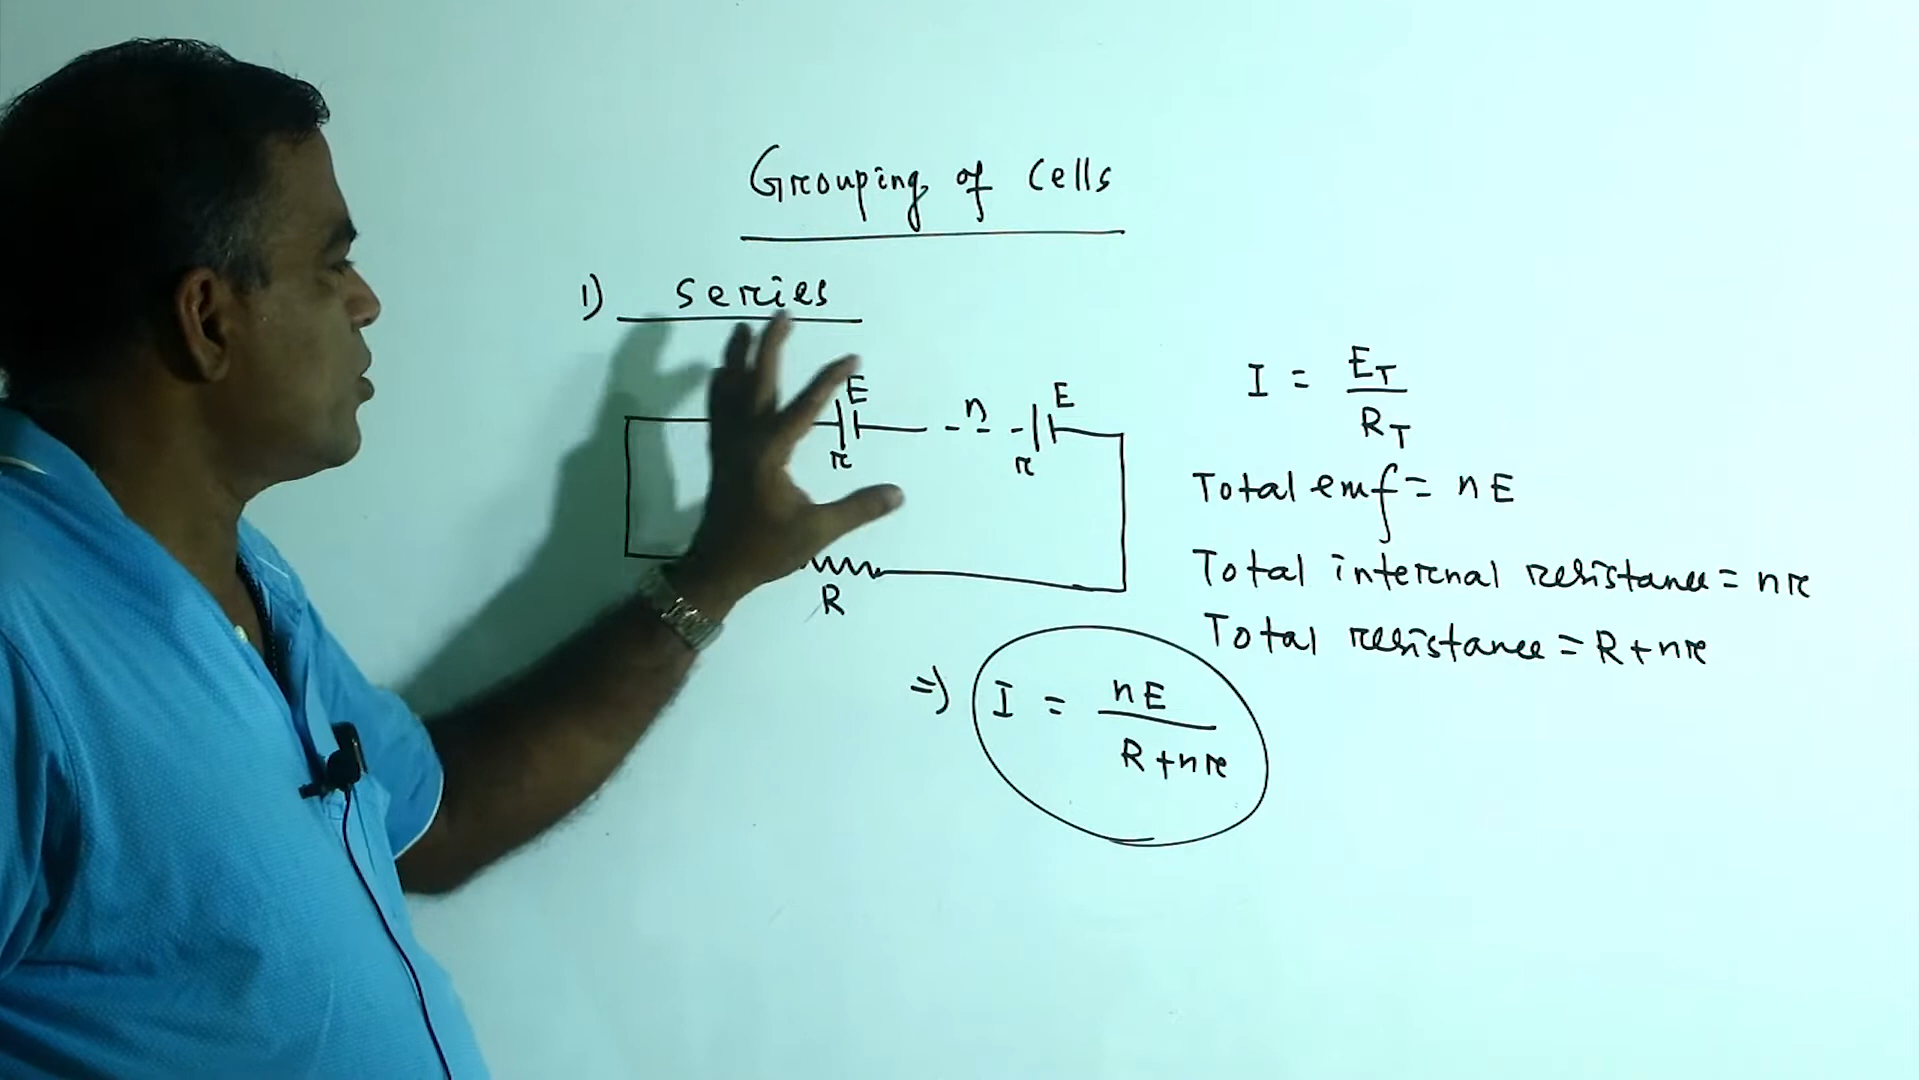 Grouping of cells
1) series
E n E
r r
R
I = E_T / R_T
Total emf = nE
Total internal resistance = nr
Total resistance = R+nr
=) I = nE / R+nr